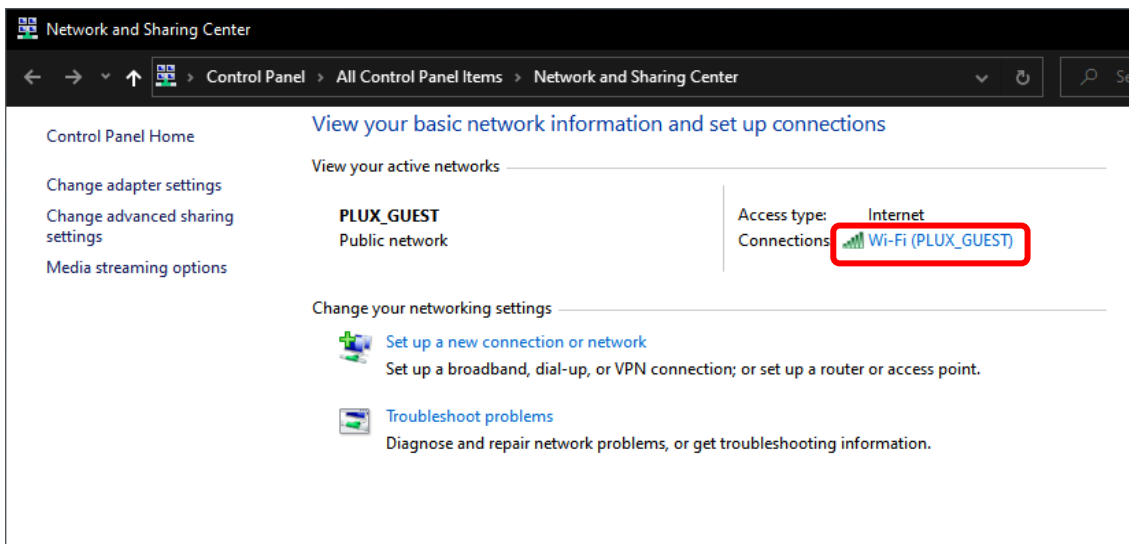 Network and Sharing Center
Control Panel > All Control Panel Items > Network and Sharing Center
View your basic network information and set up connections
Control Panel Home
View your active networks
Change adapter settings
Change advanced sharing
settings
Media streaming options
PLUX_GUEST
Public network
Access type: Internet
Connections Wi-Fi (PLUX_GUEST)
Change your networking settings
Set up a new connection or network
Set up a broadband, dial-up, or VPN connection; or set up a router or access point.
Troubleshoot problems
Diagnose and repair network problems, or get troubleshooting information.